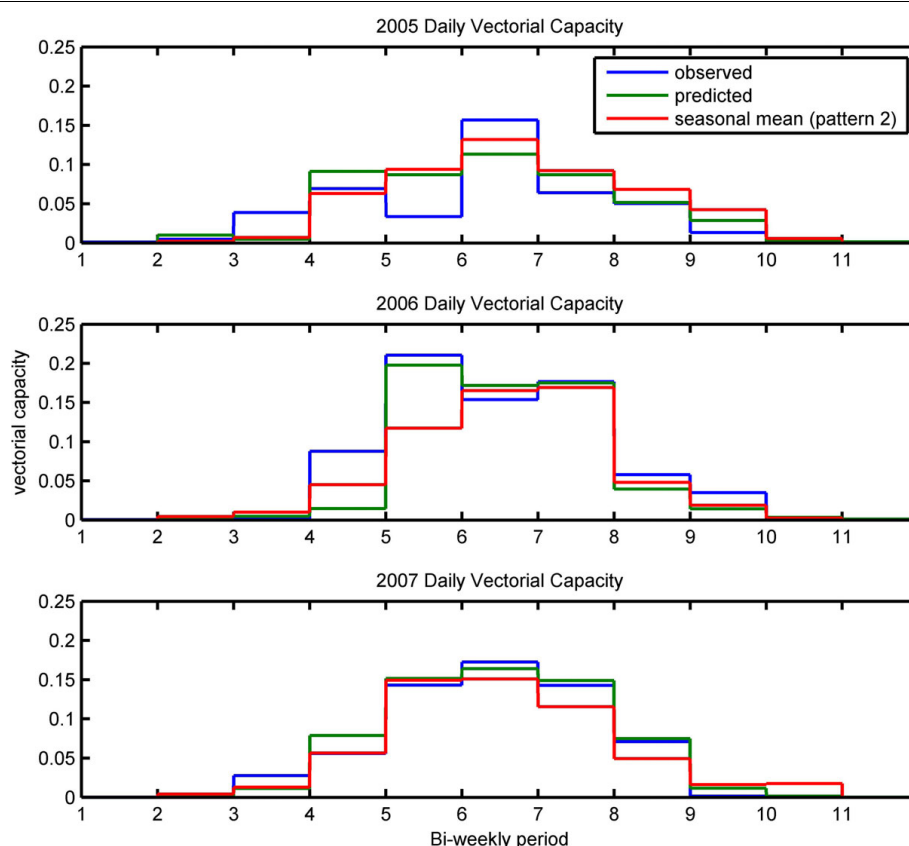 2005 Daily Vectorial Capacity
0.25
0.2
0.15
0.1
0.05
0
observed
predicted
seasonal mean (pattern 2)
1 2 3 4 5 6 7 8 9 10 11
2006 Daily Vectorial Capacity
0.25
0.2
0.15
0.1
0.05
0
vectorial capacity
1 2 3 4 5 6 7 8 9 10 11
2007 Daily Vectorial Capacity
0.25
0.2
0.15
0.1
0.05
0
1 2 3 4 5 6 7 8 9 10 11
Bi-weekly period